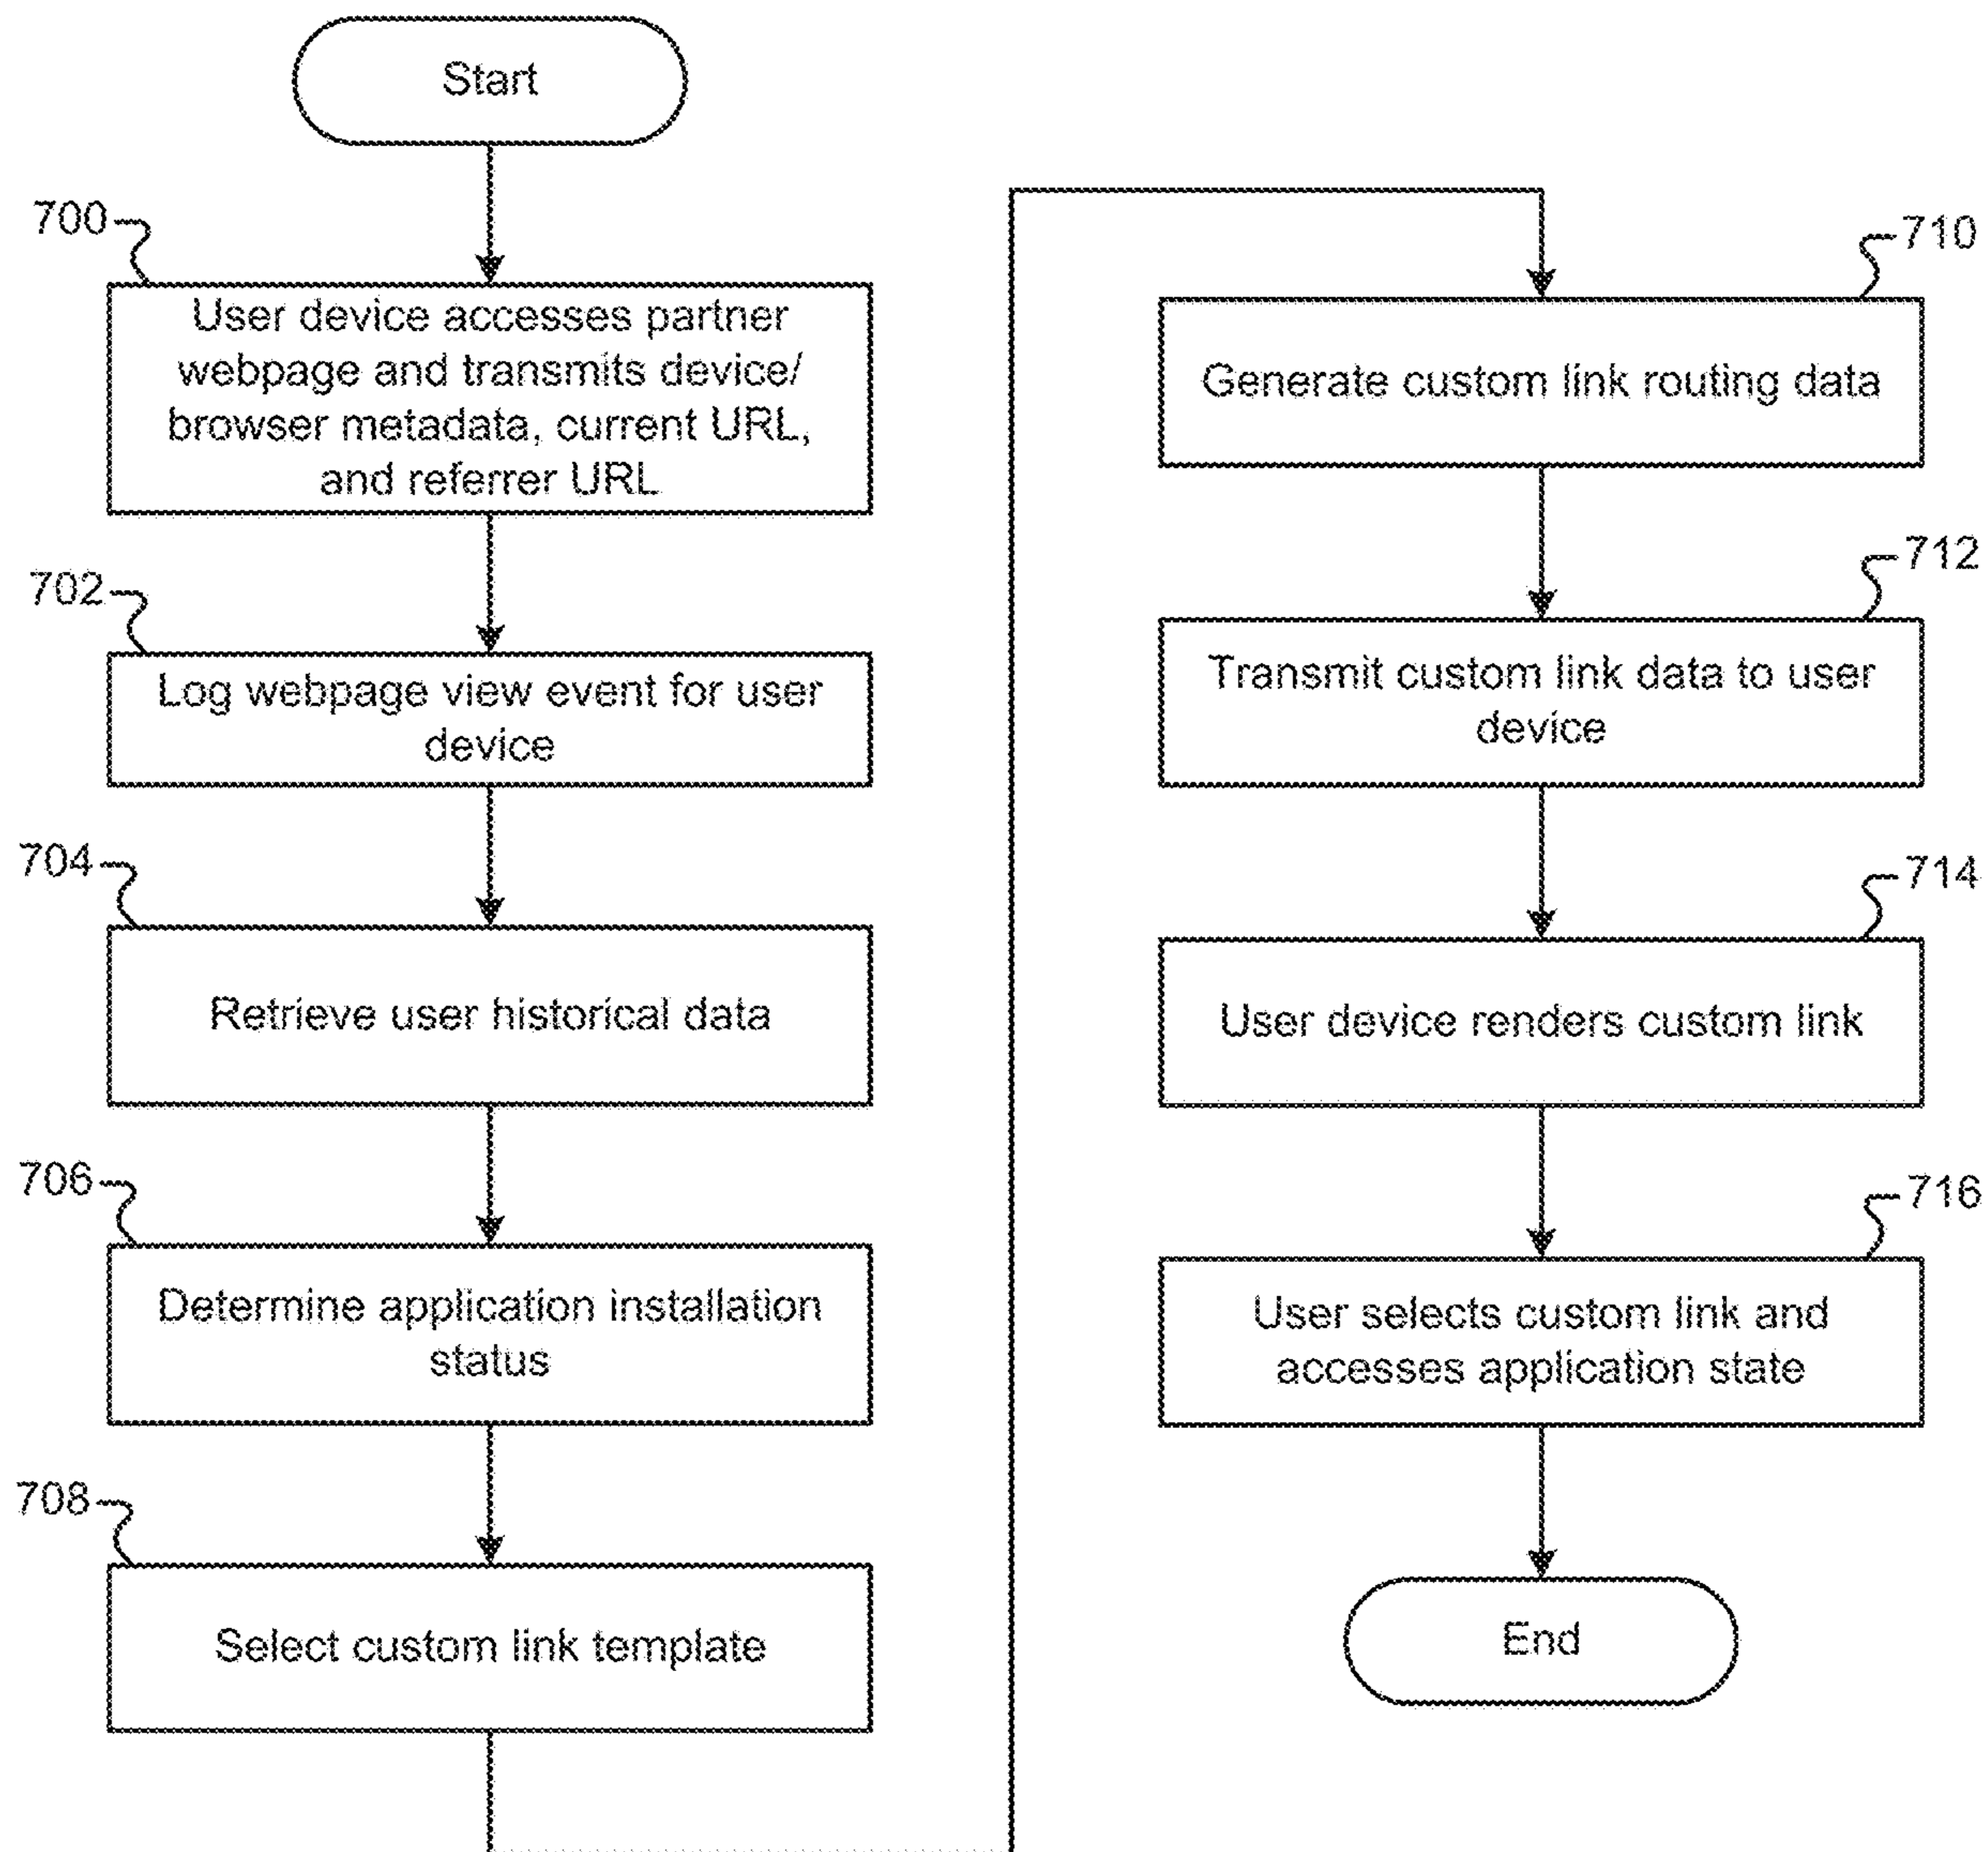 Start
700
User device accesses partner
webpage and transmits device/
browser metadata, current URL,
and referrer URL
702
Log webpage view event for user
device
704
Retrieve user historical data
706
Determine application installation
status
708
Select custom link template
710
Generate custom link routing data
712
Transmit custom link data to user
device
714
User device renders custom link
716
User selects custom link and
accesses application state
End